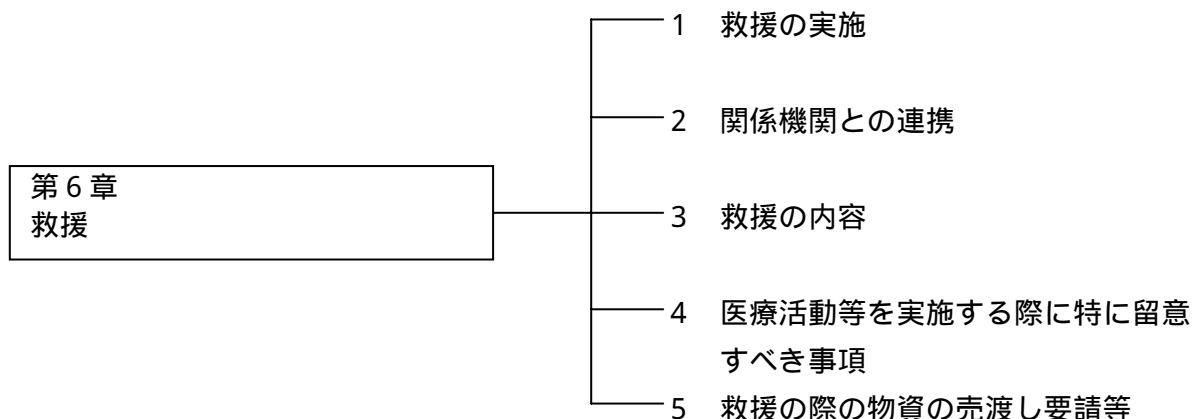 第６章
救援
1 救援の実施
2 関係機関との連携
3 救援の内容
4 医療活動等を実施する際に特に留意
すべき事項
5 救援の際の物資の売渡し要請等